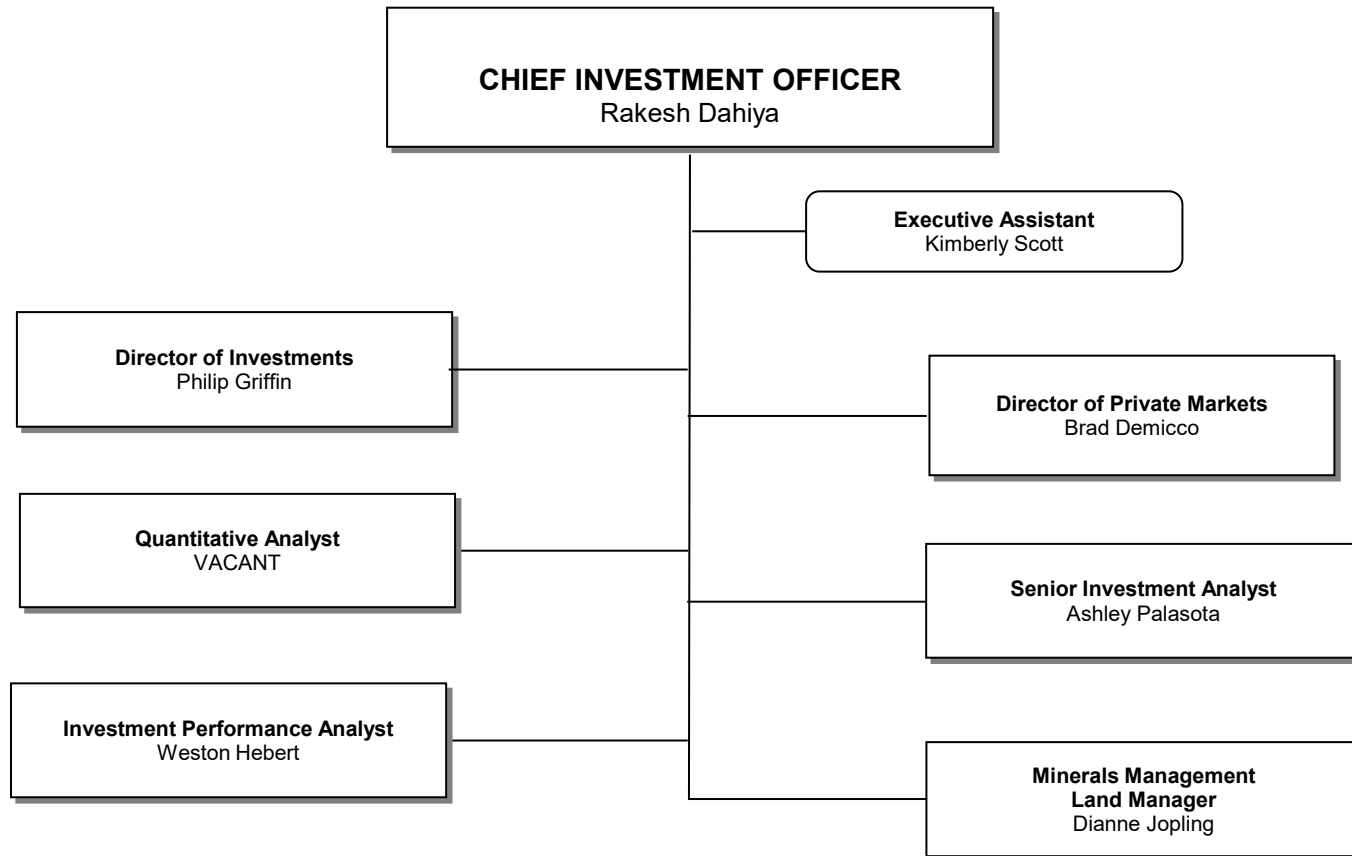 CHIEF INVESTMENT OFFICER
Rakesh Dahiya
Executive Assistant
Kimberly Scott
Director of Investments
Philip Griffin
Director of Private Markets
Brad Demicco
Quantitative Analyst
VACANT
Senior Investment Analyst
Ashley Palasota
Investment Performance Analyst
Weston Hebert
Minerals Management
Land Manager
Dianne Jopling